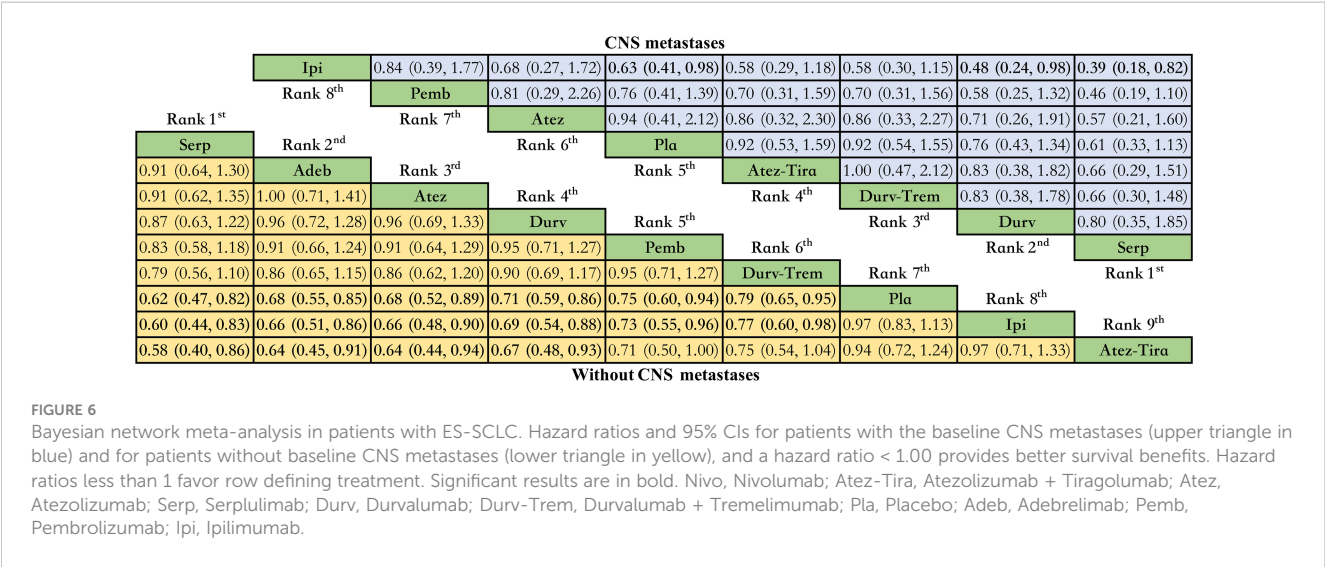 CNS metastases
Ipi 0.84 (0.39, 1.77) 0.68 (0.27, 1.72) 0.63 (0.41, 0.98) 0.58 (0.29, 1.18) 0.58 (0.30, 1.15) 0.48 (0.24, 0.98) 0.39 (0.18, 0.82)
Rank 8th Pemb 0.81 (0.29, 2.26) 0.76 (0.41, 1.39) 0.70 (0.31, 1.59) 0.70 (0.31, 1.56) 0.58 (0.25, 1.32) 0.46 (0.19, 1.10)
Rank 1st Rank 7th Atez 0.94 (0.41, 2.12) 0.86 (0.32, 2.30) 0.86 (0.33, 2.27) 0.71 (0.26, 1.91) 0.57 (0.21, 1.60)
Serp Rank 2nd Rank 6th Pla 0.92 (0.53, 1.59) 0.92 (0.54, 1.55) 0.76 (0.43, 1.34) 0.61 (0.33, 1.13)
0.91 (0.64, 1.30) Adeb Rank 3rd Rank 5th Atez-Tira 1.00 (0.47, 2.12) 0.83 (0.38, 1.82) 0.66 (0.29, 1.51)
0.91 (0.62, 1.35) 1.00 (0.71, 1.41) Atez Rank 4th Rank 4th Durv-Trem 0.83 (0.38, 1.78) 0.66 (0.30, 1.48)
0.87 (0.63, 1.22) 0.96 (0.72, 1.28) 0.96 (0.69, 1.33) Durv Rank 5th Rank 3rd Durv 0.80 (0.35, 1.85)
0.83 (0.58, 1.18) 0.91 (0.66, 1.24) 0.91 (0.64, 1.29) 0.95 (0.71, 1.27) Pemb Rank 6th Rank 2nd Serp
0.79 (0.56, 1.10) 0.86 (0.65, 1.15) 0.86 (0.62, 1.20) 0.90 (0.69, 1.17) 0.95 (0.71, 1.27) Durv-Trem Rank 7th Rank 1st
0.62 (0.47, 0.82) 0.68 (0.55, 0.85) 0.68 (0.52, 0.89) 0.71 (0.59, 0.86) 0.75 (0.60, 0.94) 0.79 (0.65, 0.95) Pla Rank 8th
0.60 (0.44, 0.83) 0.66 (0.51, 0.86) 0.66 (0.48, 0.90) 0.69 (0.54, 0.88) 0.73 (0.55, 0.96) 0.77 (0.60, 0.98) 0.97 (0.83, 1.13) Ipi Rank 9th
0.58 (0.40, 0.86) 0.64 (0.45, 0.91) 0.64 (0.44, 0.94) 0.67 (0.48, 0.93) 0.71 (0.50, 1.00) 0.75 (0.54, 1.04) 0.94 (0.72, 1.24) 0.97 (0.71, 1.33) Atez-Tira
Without CNS metastases
FIGURE 6
Bayesian network meta-analysis in patients with ES-SCLC. Hazard ratios and 95% CIs for patients with the baseline CNS metastases (upper triangle in
blue) and for patients without baseline CNS metastases (lower triangle in yellow), and a hazard ratio < 1.00 provides better survival benefits. Hazard
ratios less than 1 favor row defining treatment. Significant results are in bold. Nivo, Nivolumab; Atez-Tira, Atezolizumab + Tiragolumab; Atez,
Atezolizumab; Serp, Serplulimab; Durv, Durvalumab; Durv-Trem, Durvalumab + Tremelimumab; Pla, Placebo; Adeb, Adebrelimab; Pemb,
Pembrolizumab; Ipi, Ipilimumab.